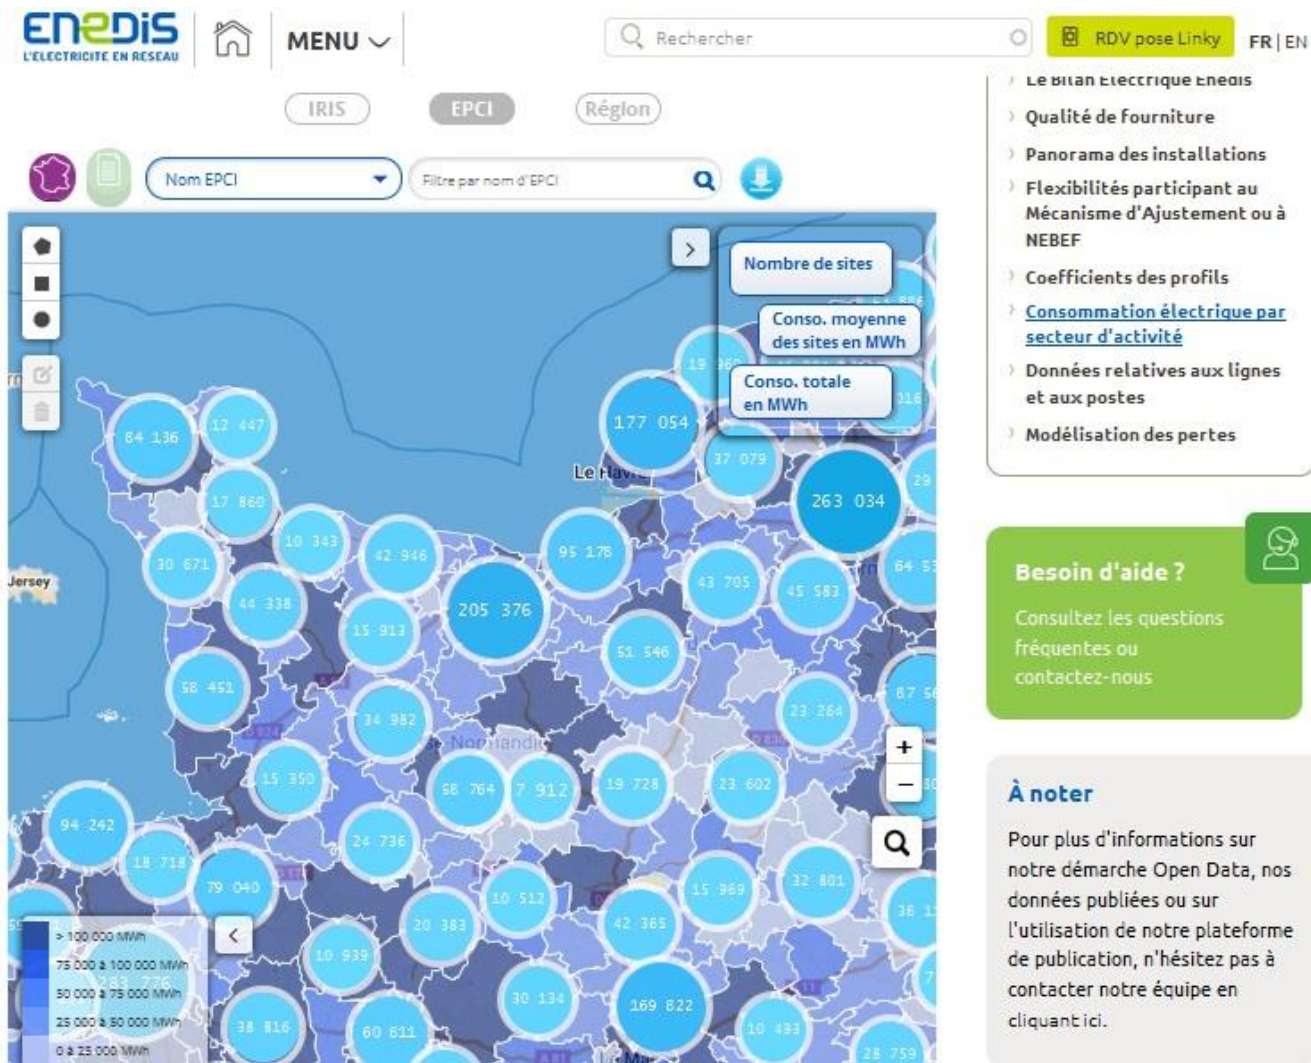 ENEDIS
L'ELECTRICITE EN RESEAU
MENU
Rechercher
RDV pose Linky
FR | EN
IRIS
EPCI
Région
Nom EPCI
Filtre par nom d'EPCI
Nombre de sites
Conso. moyenne
des sites en MWh
Conso. totale
en MWh
84 136
12 447
177 054
Le Havre
37 079
17 860
263 034
10 343
42 946
95 178
30 671
Jersey
44 338
205 376
43 705
45 583
15 913
51 546
58 451
34 982
23 264
15 350
58 764
7 912
19 728
23 602
94 242
24 736
18 718
79 040
10 512
15 969
32 801
20 383
42 365
10 939
30 134
169 822
10 493
38 816
60 611
28 759
> 100 000 MWh
75 000 à 100 000 MWh
283 776
50 000 à 75 000 MWh
25 000 à 50 000 MWh
0 à 25 000 MWh
Le Bilan Electrique Enedis
Qualité de fourniture
Panorama des installations
Flexibilités participant au
Mécanisme d'Ajustement ou à
NEBEF
Coefficients des profils
Consommation électrique par
secteur d'activité
Données relatives aux lignes
et aux postes
Modélisation des pertes
Besoin d'aide ?
Consultez les questions
fréquentes ou
contactez-nous
À noter
Pour plus d'informations sur
notre démarche Open Data, nos
données publiées ou sur
l'utilisation de notre plateforme
de publication, n'hésitez pas à
contacter notre équipe en
cliquant ici.